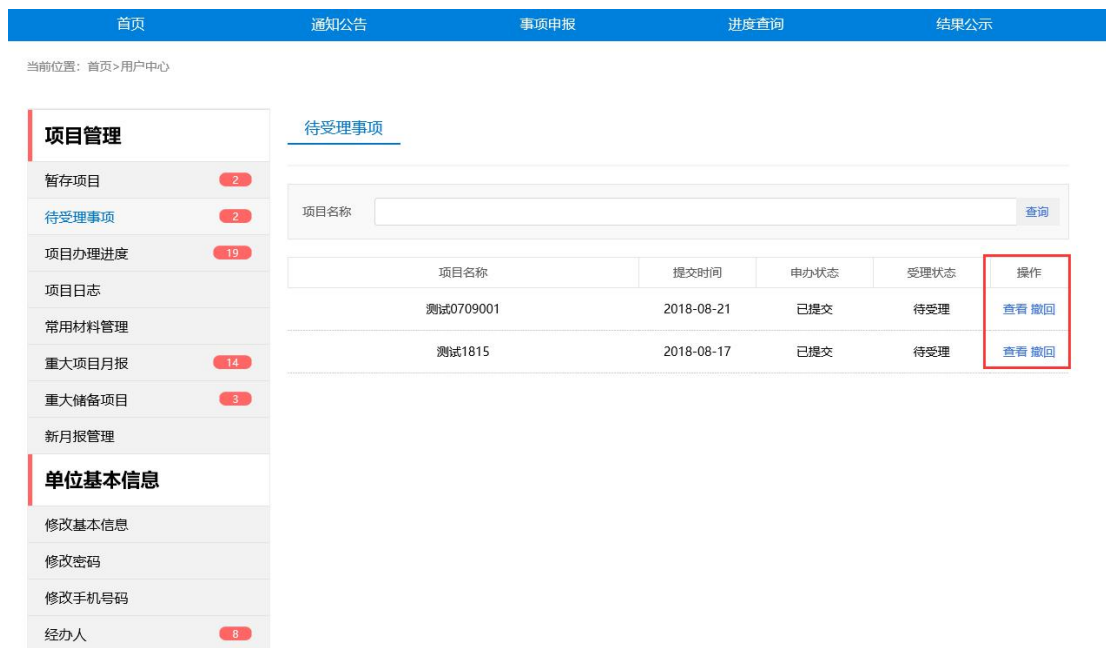 首页 通知公告 事项申报 进度查询 结果公示
当前位置：首页>用户中心
项目管理
暂存项目 2
待受理事项 2
项目办理进度 19
项目日志
常用材料管理
重大项目月报 14
重大储备项目 3
新月报管理
单位基本信息
修改基本信息
修改密码
修改手机号码
经办人 8
待受理事项
项目名称 查询
项目名称 提交时间 申办状态 受理状态 操作
测试0709001 2018-08-21 已提交 待受理 查看 撤回
测试1815 2018-08-17 已提交 待受理 查看 撤回